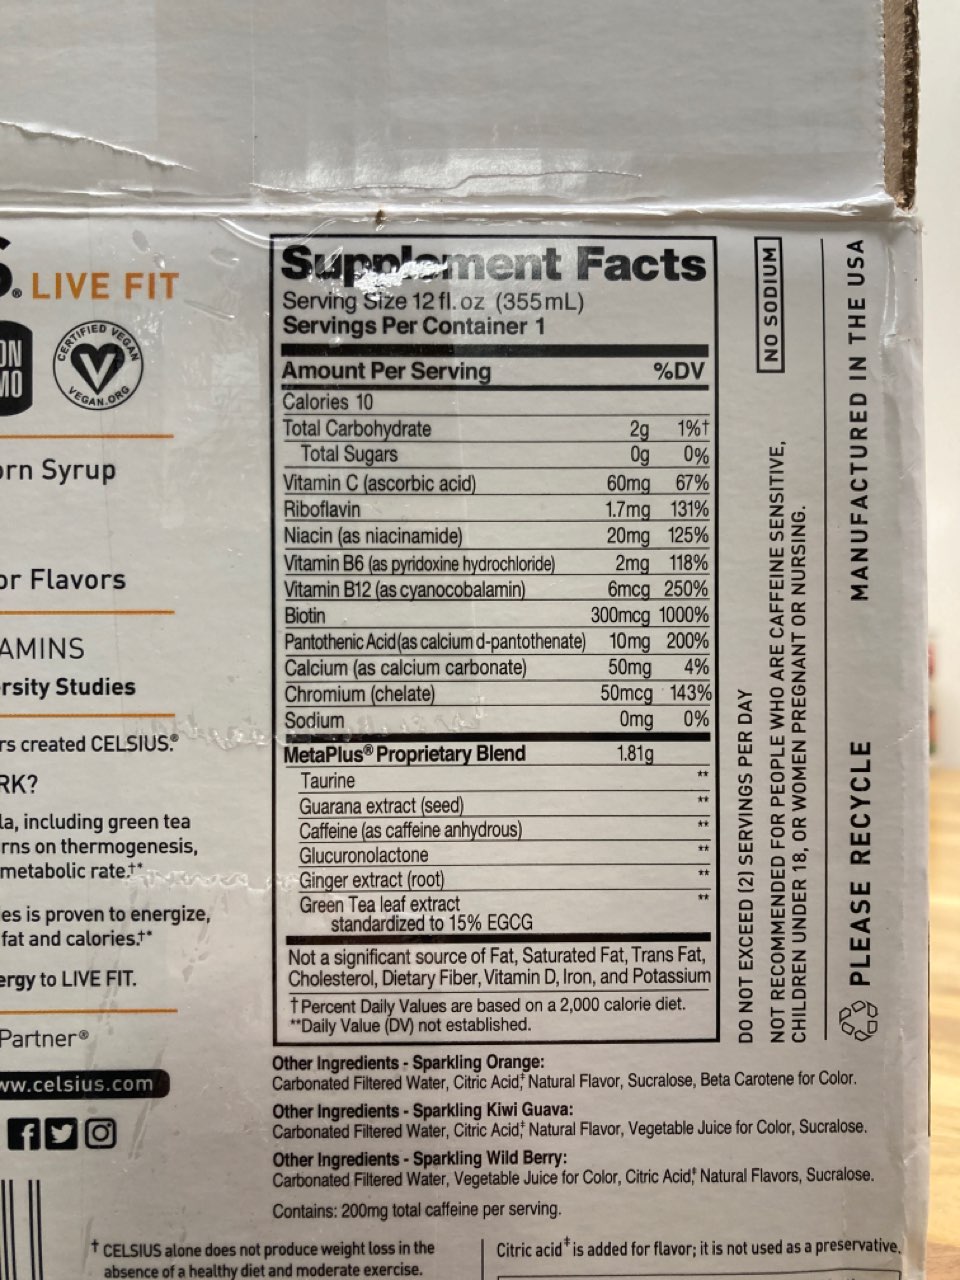 S® LIVE FIT
ON
MO
CERTIFIED VEGAN
VEGAN.ORG
orn Syrup
or Flavors
AMINS
rsity Studies
rs created CELSIUS.®
RK?
la, including green tea
rns on thermogenesis,
metabolic rate.†*
es is proven to energize,
fat and calories.†*
ergy to LIVE FIT.
Partner®
ww.celsius.com
Supplement Facts
Serving Size 12 fl. oz (355mL)
Servings Per Container 1
Amount Per Serving %DV
Calories 10
Total Carbohydrate 2g 1%†
Total Sugars 0g 0%
Vitamin C (ascorbic acid) 60mg 67%
Riboflavin 1.7mg 131%
Niacin (as niacinamide) 20mg 125%
Vitamin B6 (as pyridoxine hydrochloride) 2mg 118%
Vitamin B12 (as cyanocobalamin) 6mcg 250%
Biotin 300mcg 1000%
Pantothenic Acid (as calcium d-pantothenate) 10mg 200%
Calcium (as calcium carbonate) 50mg 4%
Chromium (chelate) 50mcg 143%
Sodium 0mg 0%
MetaPlus® Proprietary Blend 1.81g
Taurine **
Guarana extract (seed) **
Caffeine (as caffeine anhydrous) **
Glucuronolactone **
Ginger extract (root) **
Green Tea leaf extract **
standardized to 15% EGCG
Not a significant source of Fat, Saturated Fat, Trans Fat,
Cholesterol, Dietary Fiber, Vitamin D, Iron, and Potassium
†Percent Daily Values are based on a 2,000 calorie diet.
**Daily Value (DV) not established.
NO SODIUM
DO NOT EXCEED (2) SERVINGS PER DAY
NOT RECOMMENDED FOR PEOPLE WHO ARE CAFFEINE SENSITIVE,
CHILDREN UNDER 18, OR WOMEN PREGNANT OR NURSING.
PLEASE RECYCLE MANUFACTURED IN THE USA
Other Ingredients - Sparkling Orange:
Carbonated Filtered Water, Citric Acid,‡ Natural Flavor, Sucralose, Beta Carotene for Color.
Other Ingredients - Sparkling Kiwi Guava:
Carbonated Filtered Water, Citric Acid,‡ Natural Flavor, Vegetable Juice for Color, Sucralose.
Other Ingredients - Sparkling Wild Berry:
Carbonated Filtered Water, Vegetable Juice for Color, Citric Acid,‡ Natural Flavors, Sucralose.
Contains: 200mg total caffeine per serving.
† CELSIUS alone does not produce weight loss in the
absence of a healthy diet and moderate exercise.
Citric acid‡ is added for flavor; it is not used as a preservative.